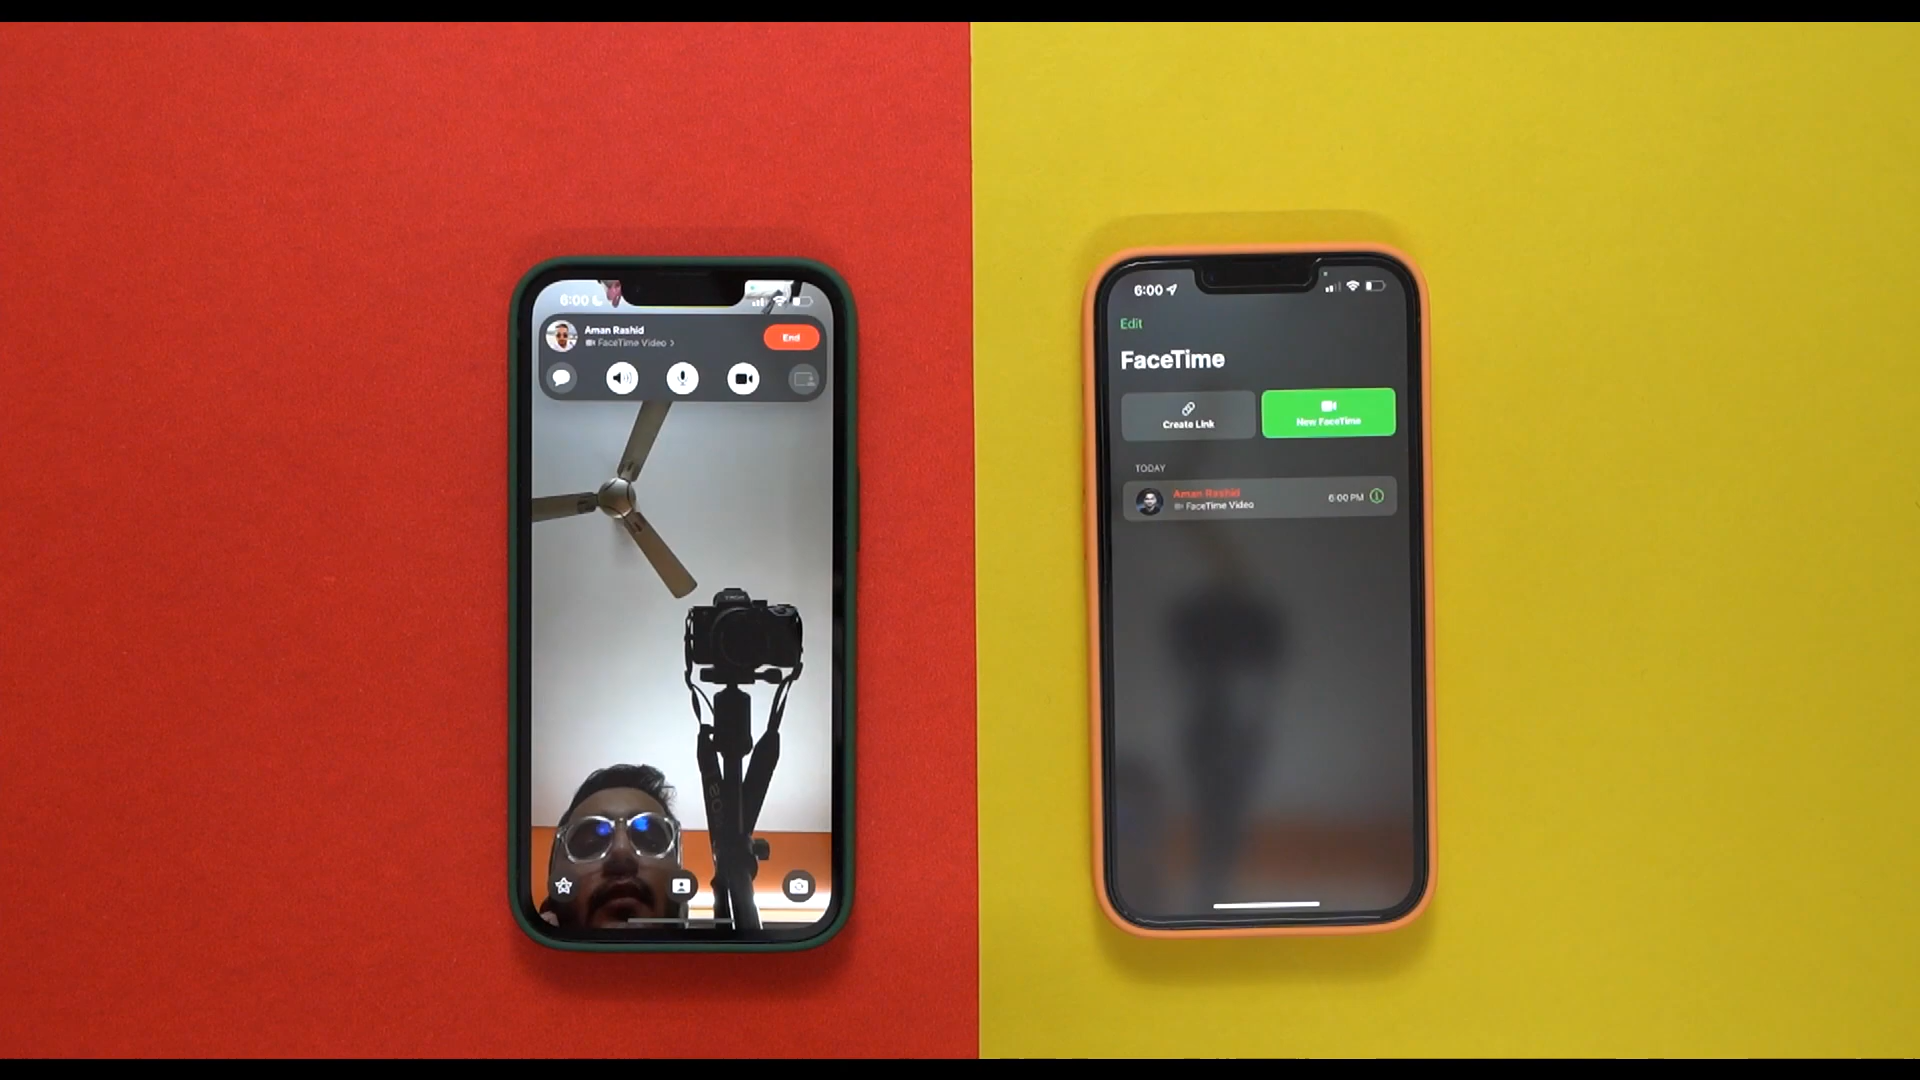 6:00
Aman Rashid
FaceTime Video >
End
6:00
Edit
FaceTime
Create Link
New FaceTime
TODAY
Aman Rashid
FaceTime Video
6:00 PM